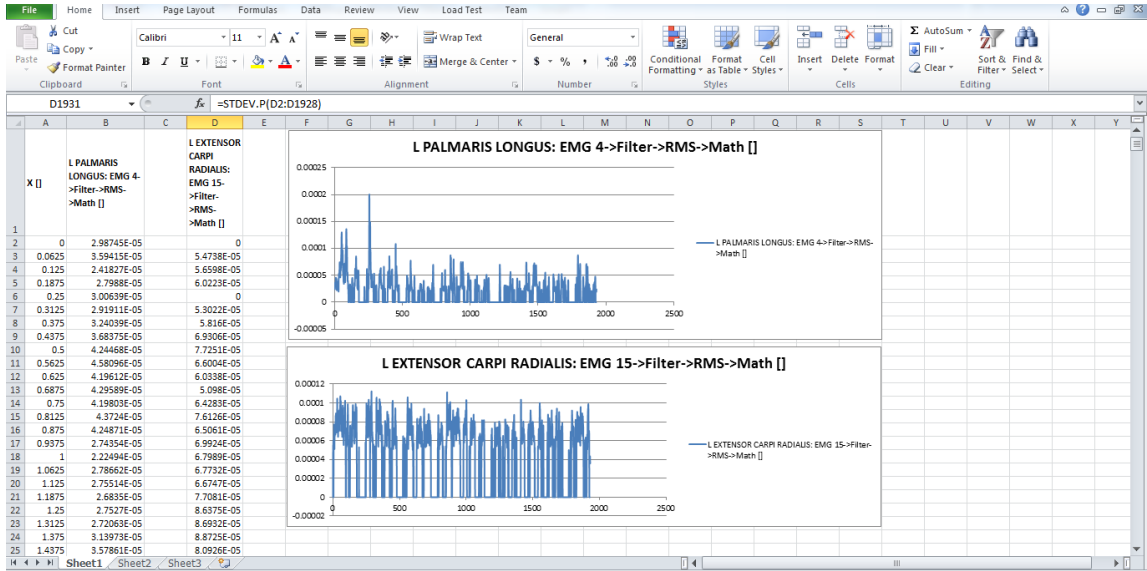 File Home Insert Page Layout Formulas Data Review View Load Test Team
Cut
Copy
Format Painter
Paste
Clipboard
Calibri 11
B I U
Font
Wrap Text
Merge & Center
Alignment
General
$ % ,
Number
Conditional Formatting
Format as Table
Cell Styles
Styles
Insert Delete Format
Cells
Σ AutoSum
Fill
Clear
Sort & Filter
Find & Select
Editing
D1931 fx =STDEV.P(D2:D1928)
A B C D E F G H I J K L M N O P Q R S T U V W X Y
1 X [] L PALMARIS LONGUS: EMG 4->Filter->RMS->Math [] L EXTENSOR CARPI RADIALIS: EMG 15->Filter->RMS->Math []
2 0 2.98745E-05 0
3 0.0625 3.59415E-05 5.4738E-05
4 0.125 2.41827E-05 5.6598E-05
5 0.1875 2.7988E-05 6.0223E-05
6 0.25 3.00639E-05 0
7 0.3125 2.91911E-05 5.3022E-05
8 0.375 3.24039E-05 5.816E-05
9 0.4375 3.68375E-05 6.9306E-05
10 0.5 4.24468E-05 7.7251E-05
11 0.5625 4.58096E-05 6.6004E-05
12 0.625 4.19612E-05 6.0338E-05
13 0.6875 4.29589E-05 5.098E-05
14 0.75 4.19803E-05 6.4283E-05
15 0.8125 4.3724E-05 7.6126E-05
16 0.875 4.24871E-05 6.5061E-05
17 0.9375 2.74354E-05 6.9924E-05
18 1 2.22494E-05 6.7989E-05
19 1.0625 2.78662E-05 6.7732E-05
20 1.125 2.75514E-05 6.6747E-05
21 1.1875 2.6835E-05 7.7081E-05
22 1.25 2.7527E-05 8.6375E-05
23 1.3125 2.72063E-05 8.6932E-05
24 1.375 3.13973E-05 8.8725E-05
25 1.4375 3.57861E-05 8.0926E-05
L PALMARIS LONGUS: EMG 4->Filter->RMS->Math []
0.00025
0.0002
0.00015
0.0001
0.00005
0
-0.00005
0 500 1000 1500 2000 2500
L PALMARIS LONGUS: EMG 4->Filter->RMS-
>Math []
L EXTENSOR CARPI RADIALIS: EMG 15->Filter->RMS->Math []
0.00012
0.0001
0.00008
0.00006
0.00004
0.00002
0
-0.00002
0 500 1000 1500 2000 2500
L EXTENSOR CARPI RADIALIS: EMG 15->Filter-
>RMS->Math []
Sheet1 Sheet2 Sheet3